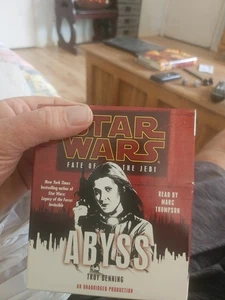 STAR
WARS
FATE OF THE JEDI
New York Times
bestselling author of
Star Wars:
Legacy of the Force:
Invincible
READ BY
MARC
THOMPSON
ABYSS
TROY DENNING
AN UNABRIDGED PRODUCTION